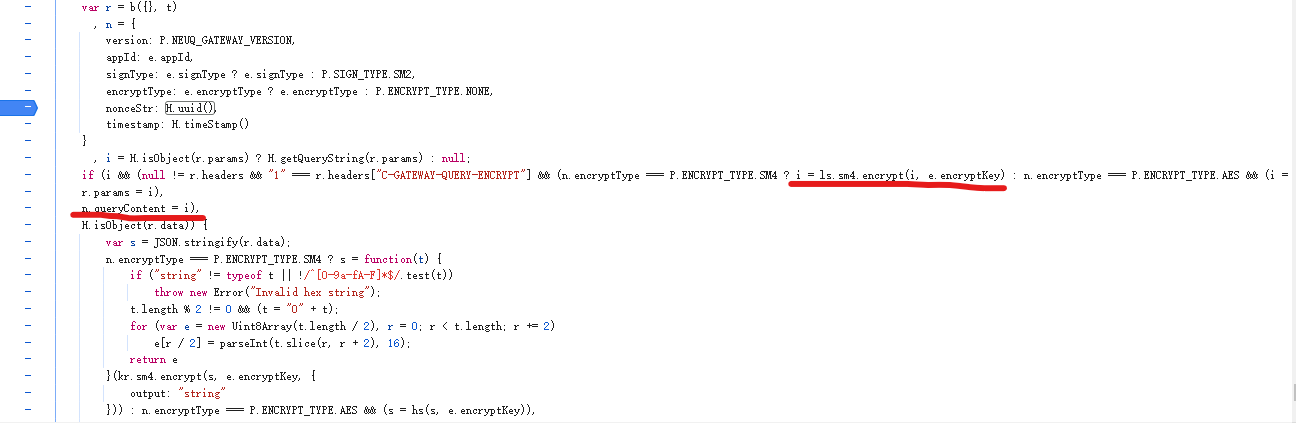 var r = b({}, t)
, n = {
version: P.NEUQ_GATEWAY_VERSION,
appId: e.appId,
signType: e.signType ? e.signType : P.SIGN_TYPE.SM2,
encryptType: e.encryptType ? e.encryptType : P.ENCRYPT_TYPE.NONE,
nonceStr: H.uuid(),
timestamp: H.timeStamp()
}
, i = H.isObject(r.params) ? H.getQueryString(r.params) : null;
if (i && (null != r.headers && "1" === r.headers["C-GATEWAY-QUERY-ENCRYPT"] && (n.encryptType === P.ENCRYPT_TYPE.SM4 ? i = ls.sm4.encrypt(i, e.encryptKey) : n.encryptType === P.ENCRYPT_TYPE.AES && (i =
r.params = i),
n.queryContent = i),
H.isObject(r.data)) {
var s = JSON.stringify(r.data);
n.encryptType === P.ENCRYPT_TYPE.SM4 ? s = function(t) {
if ("string" != typeof t || !/^[0-9a-fA-F]*$/.test(t))
throw new Error("Invalid hex string");
t.length % 2 != 0 && (t = "0" + t);
for (var e = new Uint8Array(t.length / 2), r = 0; r < t.length; r += 2)
e[r / 2] = parseInt(t.slice(r, r + 2), 16);
return e
}(kr.sm4.encrypt(s, e.encryptKey, {
output: "string"
})) : n.encryptType === P.ENCRYPT_TYPE.AES && (s = hs(s, e.encryptKey)),